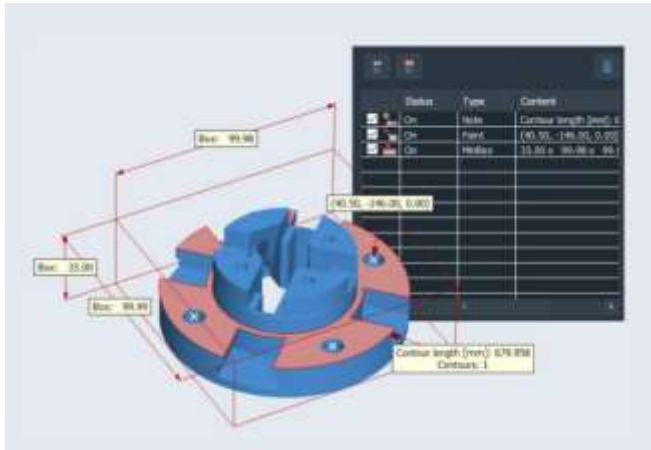 Status Type Content
On Note Contour length [mm]:
On Point (40.50, -146.00, 0.00)
On MinBox 33.00 x 99.98 x 99.
Box: 99.98
(40.50, -146.00, 0.00)
Box: 33.00
Box: 99.99
Contour length [mm]: 679.958
Contours: 1